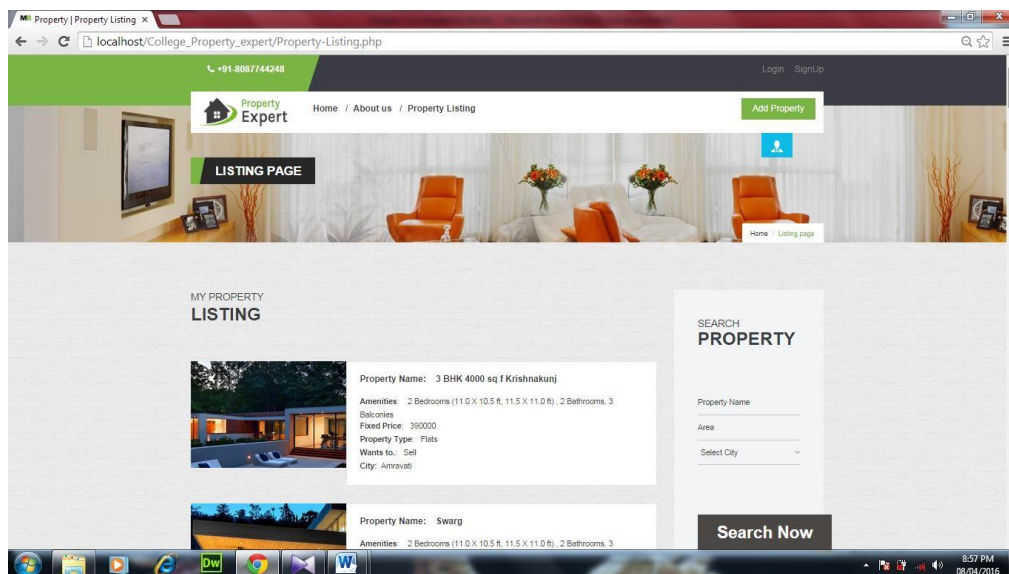 Property | Property Listing ×
localhost/College_Property_expert/Property-Listing.php
+91-8087744248
Login SignUp
Property
Expert
Home / About us / Property Listing
Add Property
LISTING PAGE
Home / Listing page
MY PROPERTY
LISTING
SEARCH
PROPERTY
Property Name
Area
Select City
Search Now
Property Name: 3 BHK 4000 sq f Krishnakunj
Amenities: 2 Bedrooms (11.0 X 10.5 ft, 11.5 X 11.0 ft) , 2 Bathrooms, 3
Balconies
Fixed Price: 390000
Property Type: Flats
Wants to.: Sell
City: Amravati
Property Name: Swarg
Amenities: 2 Bedrooms (11.0 X 10.5 ft, 11.5 X 11.0 ft) , 2 Bathrooms, 3
Dw
W
8:57 PM
08/04/2016